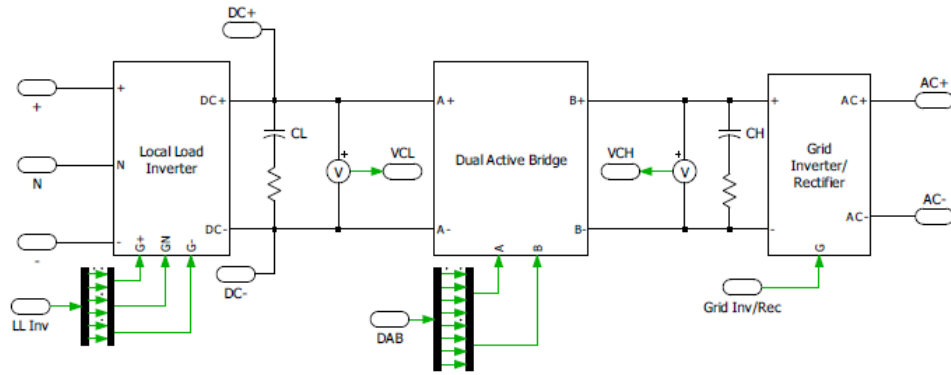 DC+
+
N
-
+
N
-
Local Load
Inverter
DC+
DC-
G+
GN
G-
LL Inv
DC-
CL
+
V
VCL
A+
A-
Dual Active Bridge
B+
B-
A
B
DAB
VCH
+
V
CH
+
-
Grid
Inverter/
Rectifier
AC+
AC-
G
Grid Inv/Rec
AC+
AC-